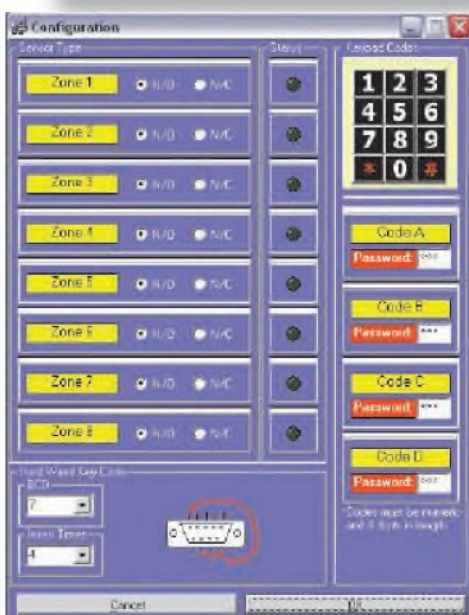 Configuration
Sensor Type
Status
Keypad Codes
Zone 1 N/O N/C
Zone 2 N/O N/C
Zone 3 N/O N/C
Zone 4 N/O N/C
Zone 5 N/O N/C
Zone 6 N/O N/C
Zone 7 N/O N/C
Zone 8 N/O N/C
1 2 3
4 5 6
7 8 9
* 0 #
Code A
Password: ***
Code B
Password: ***
Code C
Password: ***
Code D
Password: ***
*Codes must be numeric
and 4 digits in length
Hard Wired Key Code
BCD
7
Times
4
Cancel
OK